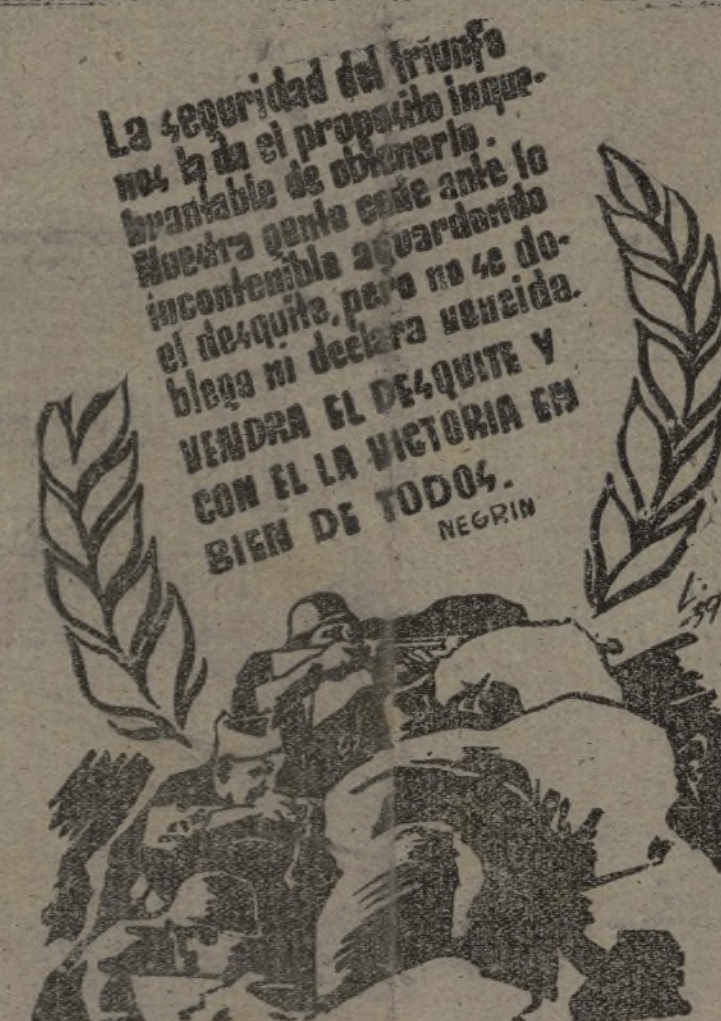 La seguridad del triunfo
nos la da el proposito inque-
brantable de obtenerlo.
Nuestra gente cede ante lo
incontenible aguardando
el desquite, pero no se do-
blega ni declara vencida.
VENDRA EL DESQUITE Y
CON EL LA VICTORIA EN
BIEN DE TODOS.
NEGRIN
L.
39